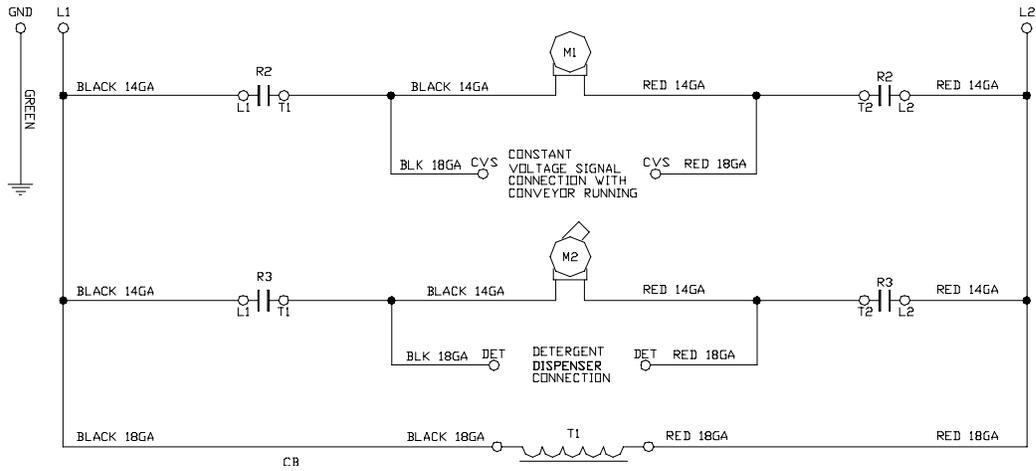 GND L1 L2
M1
R2 R2
BLACK 14GA BLACK 14GA RED 14GA RED 14GA
GREEN
L1 T1 T2 L2
BLK 18GA CVS CONSTANT CVS RED 18GA
VOLTAGE SIGNAL
CONNECTION WITH
CONVEYOR RUNNING
M2
R3 R3
BLACK 14GA BLACK 14GA RED 14GA RED 14GA
L1 T1 T2 L2
BLK 18GA DET DETERGENT DET RED 18GA
DISPENSER
CONNECTION
BLACK 18GA BLACK 18GA T1 RED 18GA RED 18GA
CB